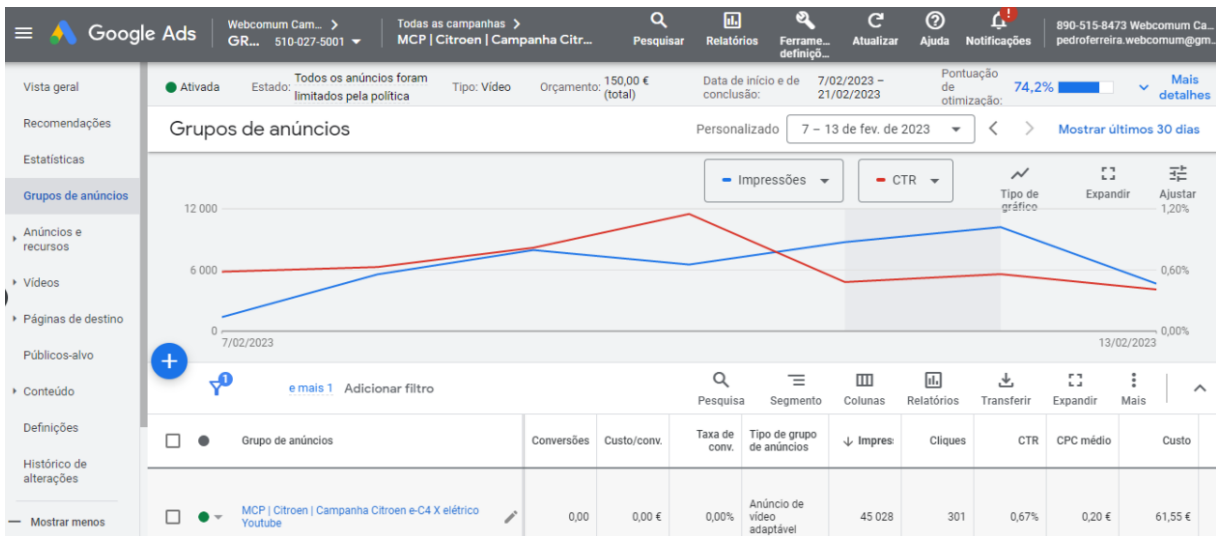 Google Ads
Webcomum Cam... >
GR... 510-027-5001
Todas as campanhas >
MCP | Citroen | Campanha Citr...
Pesquisar
Relatórios
Ferrame...
definiçõ...
Atualizar
Ajuda
!
Notificações
890-515-8473 Webcomum Ca...
pedroferreira.webcomum@gm...
Vista geral
Recomendações
Estatísticas
Grupos de anúncios
Anúncios e
recursos
Vídeos
Páginas de destino
Públicos-alvo
Conteúdo
Definições
Histórico de
alterações
Mostrar menos
Ativada
Estado: Todos os anúncios foram
limitados pela política
Tipo: Vídeo
Orçamento: 150,00 €
(total)
Data de início e de
conclusão:
7/02/2023 –
21/02/2023
Pontuação
de
otimização:
74,2%
Mais
detalhes
Grupos de anúncios
Personalizado
7 – 13 de fev. de 2023
Mostrar últimos 30 dias
Impressões
CTR
Tipo de
gráfico
Expandir
Ajustar
12 000
6 000
0
1,20%
0,60%
0,00%
7/02/2023
13/02/2023
+
1
e mais 1 Adicionar filtro
Pesquisa
Segmento
Colunas
Relatórios
Transferir
Expandir
Mais
Grupo de anúncios
Conversões
Custo/conv.
Taxa de
conv.
Tipo de grupo
de anúncios
↓ Impres
Cliques
CTR
CPC médio
Custo
MCP | Citroen | Campanha Citroen e-C4 X elétrico
Youtube
0,00
0,00 €
0,00%
Anúncio de
vídeo
adaptável
45 028
301
0,67%
0,20 €
61,55 €